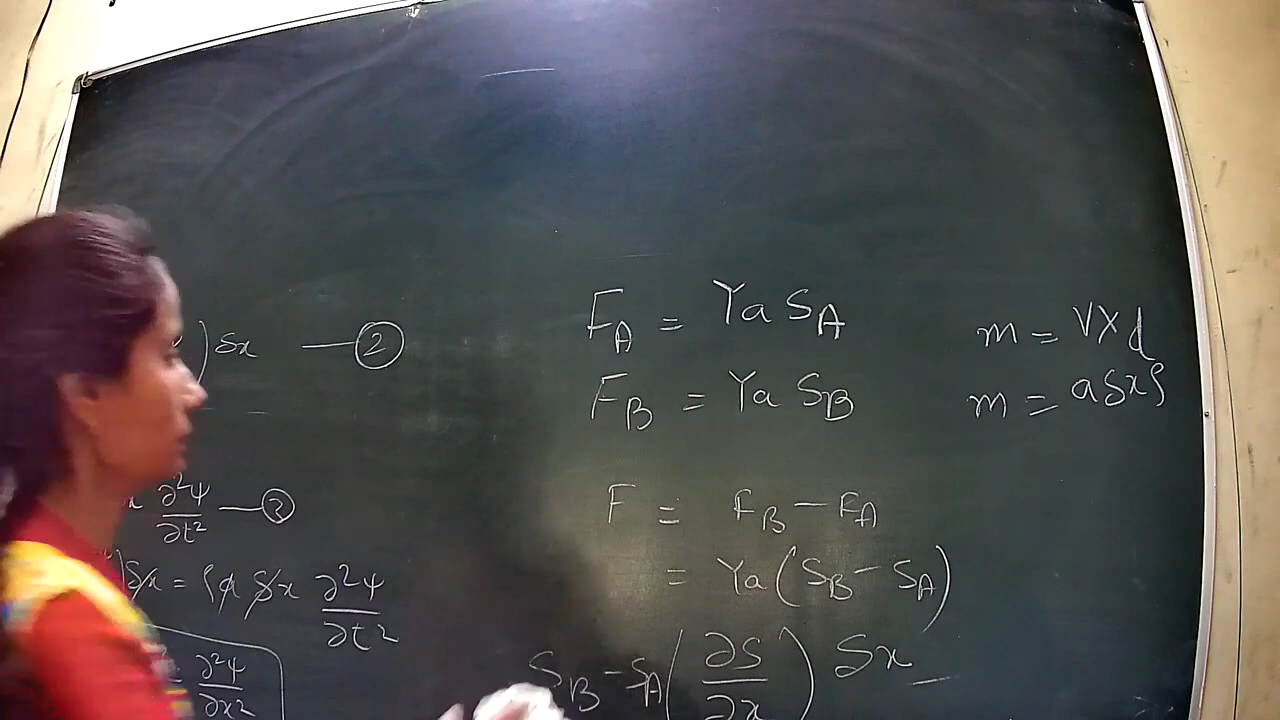 ) δx — ②
x ∂²ψ/∂t² — ③
) δx = ρ a δx ∂²ψ/∂t²
∂²ψ/∂x²
F_A = Ya S_A
F_B = Ya S_B
F = F_B - F_A
= Ya (S_B - S_A)
S_B - S_A (∂S/∂x) δx
m = V x d
m = a δx ρ